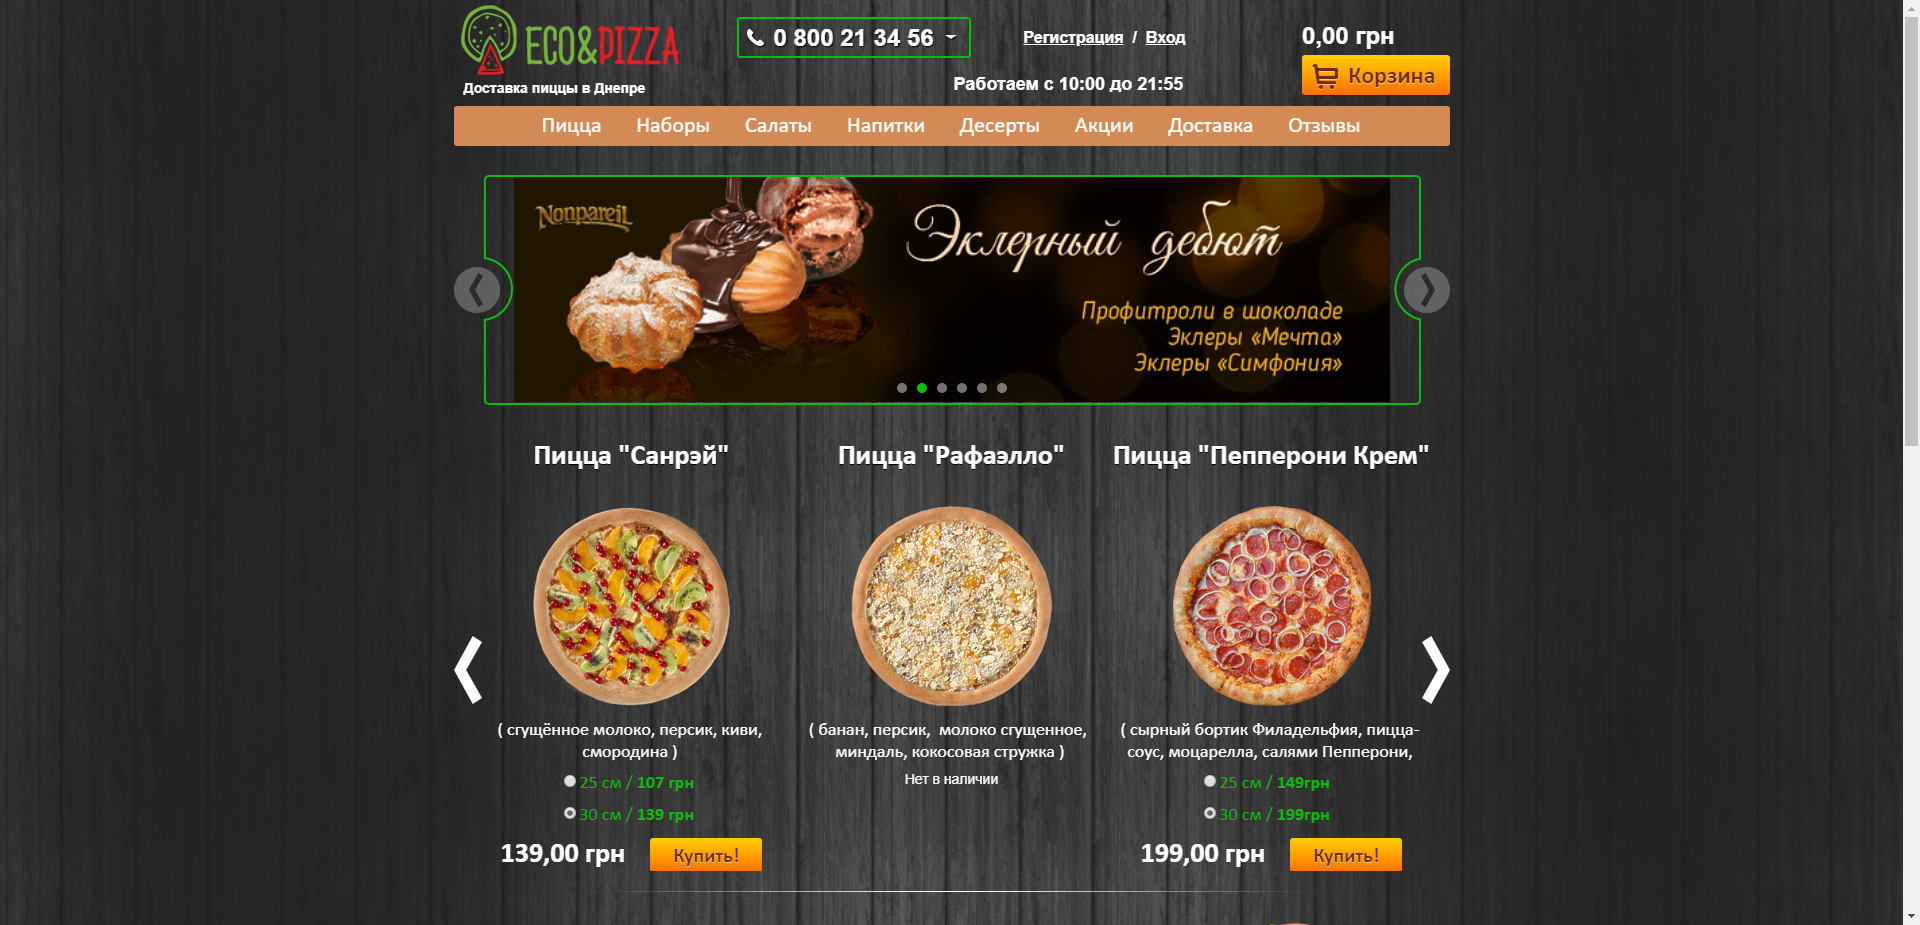 ECO&PIZZA
Доставка пиццы в Днепре
0 800 21 34 56
Регистрация / Вход
Работаем с 10:00 до 21:55
0,00 грн
Корзина
Пицца Наборы Салаты Напитки Десерты Акции Доставка Отзывы
Nonpareil
Эклерный дебют
Профитроли в шоколаде
Эклеры «Мечта»
Эклеры «Симфония»
Пицца "Санрэй"
( сгущённое молоко, персик, киви,
смородина )
25 см / 107 грн
30 см / 139 грн
139,00 грн
Купить!
Пицца "Рафаэлло"
( банан, персик, молоко сгущенное,
миндаль, кокосовая стружка )
Нет в наличии
Пицца "Пепперони Крем"
( сырный бортик Филадельфия, пицца-
соус, моцарелла, салями Пепперони,
25 см / 149грн
30 см / 199грн
199,00 грн
Купить!